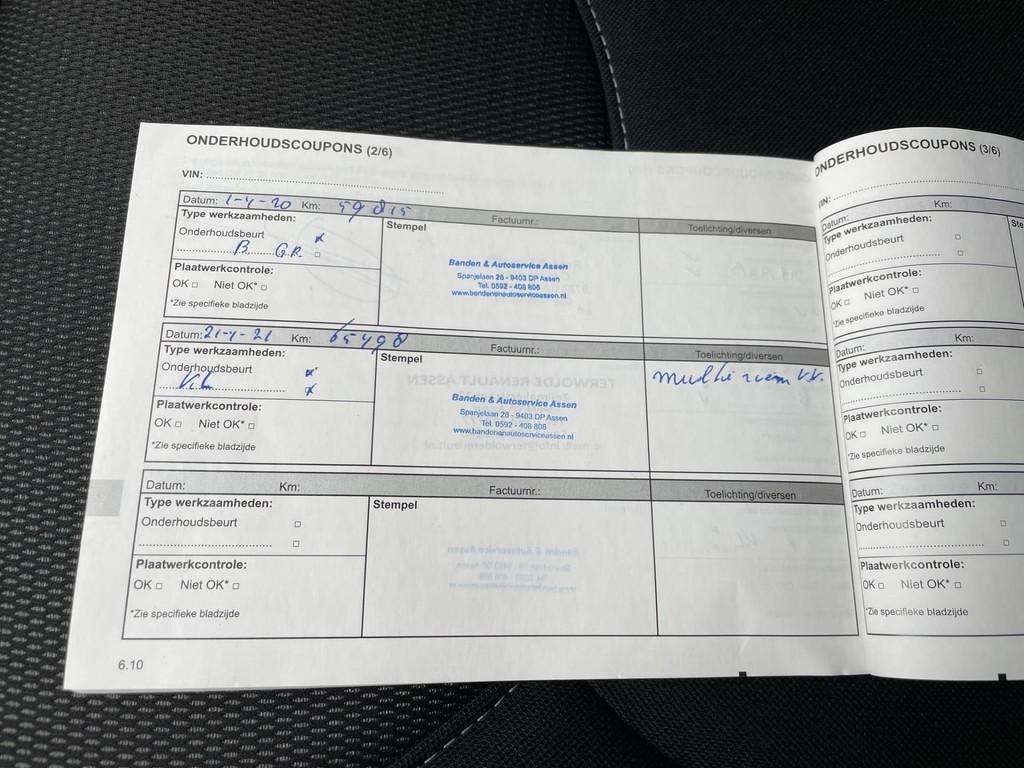 ONDERHOUDSCOUPONS (2/6)
VIN:
Datum: 1-4-20 Km: 59815 Factuurnr.: Toelichting/diversen
Type werkzaamheden:
Stempel
Onderhoudsbeurt
B G.R.
Plaatwerkcontrole:
OK Niet OK*
*Zie specifieke bladzijde
Banden & Autoservice Assen
Spanjelaan 28 - 9403 DP Assen
Tel. 0592 - 408 808
www.bandenenautoserviceassen.nl
Datum: 21-4-21 Km: 65498 Factuurnr.: Toelichting/diversen
Type werkzaamheden:
Stempel
Onderhoudsbeurt
Plaatwerkcontrole:
OK Niet OK*
*Zie specifieke bladzijde
Banden & Autoservice Assen
Spanjelaan 28 - 9403 DP Assen
Tel. 0592 - 408 808
www.bandenenautoserviceassen.nl
riem
Datum: Km: Factuurnr.: Toelichting/diversen
Type werkzaamheden:
Stempel
Onderhoudsbeurt
Plaatwerkcontrole:
OK Niet OK*
*Zie specifieke bladzijde
6.10
ONDERHOUDSCOUPONS (3/6)
VIN:
Datum: Km:
Type werkzaamheden:
Ste
Onderhoudsbeurt
Plaatwerkcontrole:
OK Niet OK*
*Zie specifieke bladzijde
Datum: Km:
Type werkzaamheden:
Onderhoudsbeurt
Plaatwerkcontrole:
OK Niet OK*
*Zie specifieke bladzijde
Datum: Km:
Type werkzaamheden:
Onderhoudsbeurt
Plaatwerkcontrole:
OK Niet OK*
*Zie specifieke bladzijde